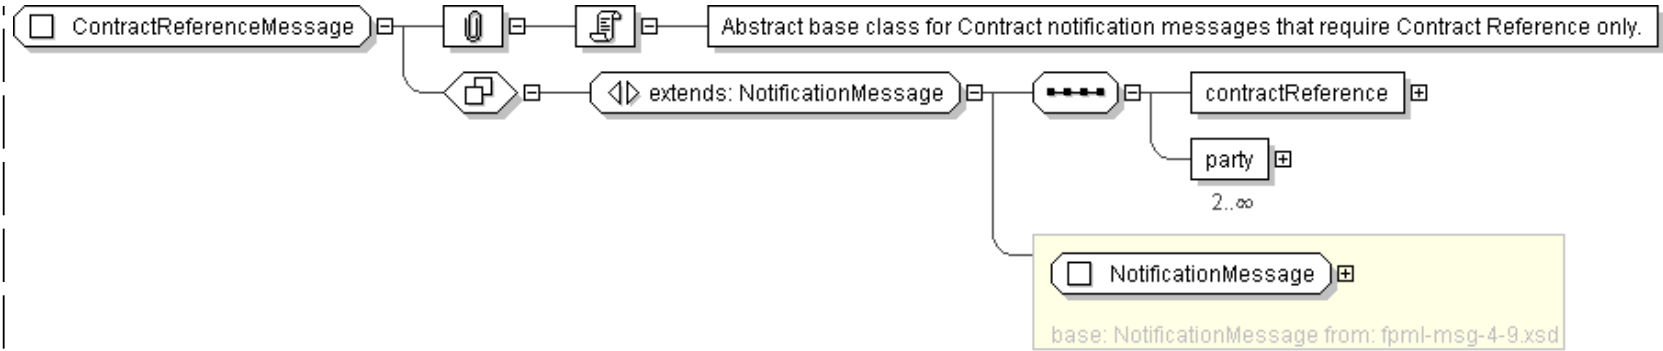 ContractReferenceMessage
Abstract base class for Contract notification messages that require Contract Reference only.
extends: NotificationMessage
contractReference
party
2..∞
NotificationMessage
base: NotificationMessage from: fpml-msg-4-9.xsd